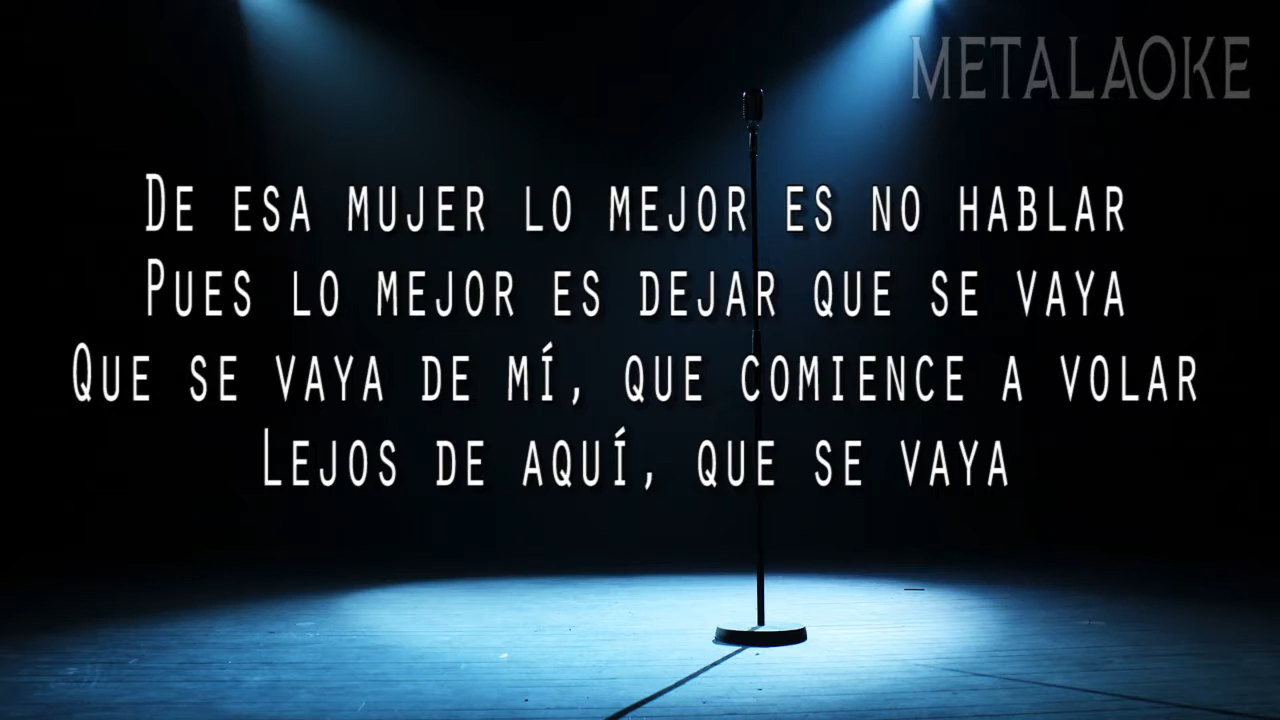 METALAOKE
De esa mujer lo mejor es no hablar
Pues lo mejor es dejar que se vaya
Que se vaya de mí, que comience a volar
Lejos de aquí, que se vaya